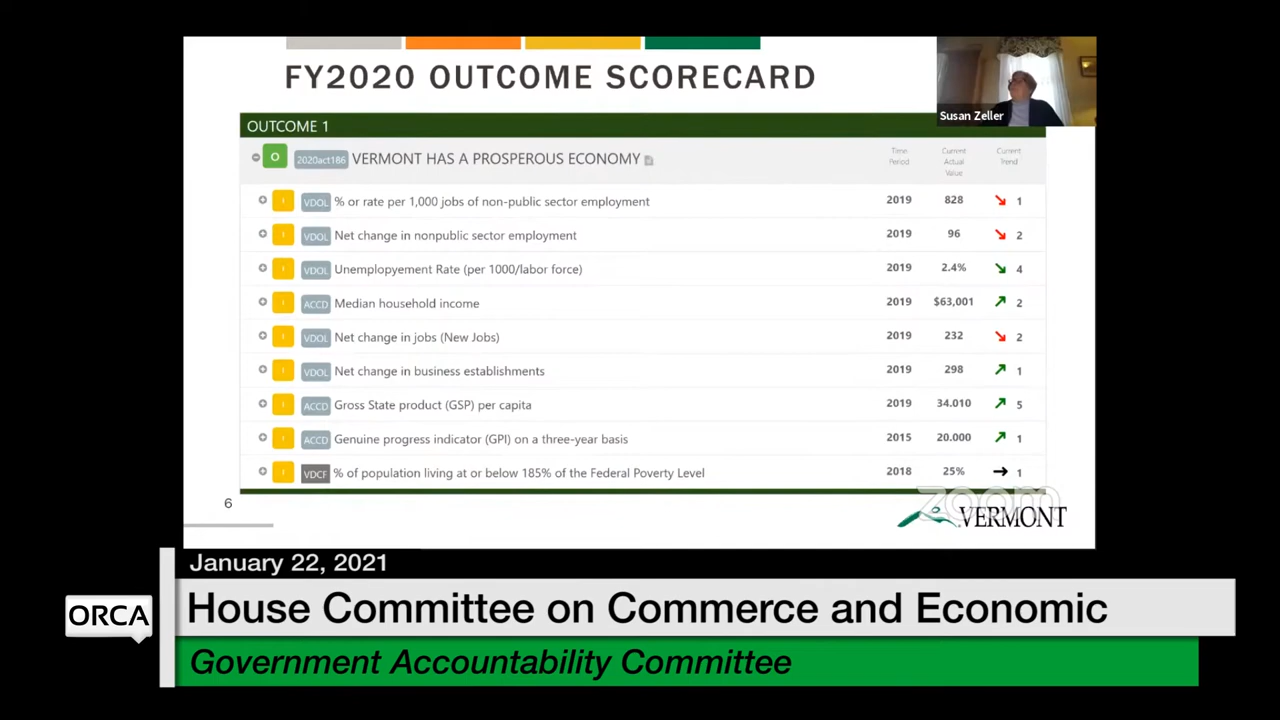 FY2020 OUTCOME SCORECARD
Susan Zeller
OUTCOME 1
O 2020act186 VERMONT HAS A PROSPEROUS ECONOMY Time Period Current Actual Value Current Trend
I VDOL % or rate per 1,000 jobs of non-public sector employment 2019 828 1
I VDOL Net change in nonpublic sector employment 2019 96 2
I VDOL Unemplopyement Rate (per 1000/labor force) 2019 2.4% 4
I ACCD Median household income 2019 $63,001 2
I VDOL Net change in jobs (New Jobs) 2019 232 2
I VDOL Net change in business establishments 2019 298 1
I ACCD Gross State product (GSP) per capita 2019 34.010 5
I ACCD Genuine progress indicator (GPI) on a three-year basis 2015 20.000 1
I VDCF % of population living at or below 185% of the Federal Poverty Level 2018 25% 1
6
zoom
VERMONT
January 22, 2021
ORCA
House Committee on Commerce and Economic
Government Accountability Committee